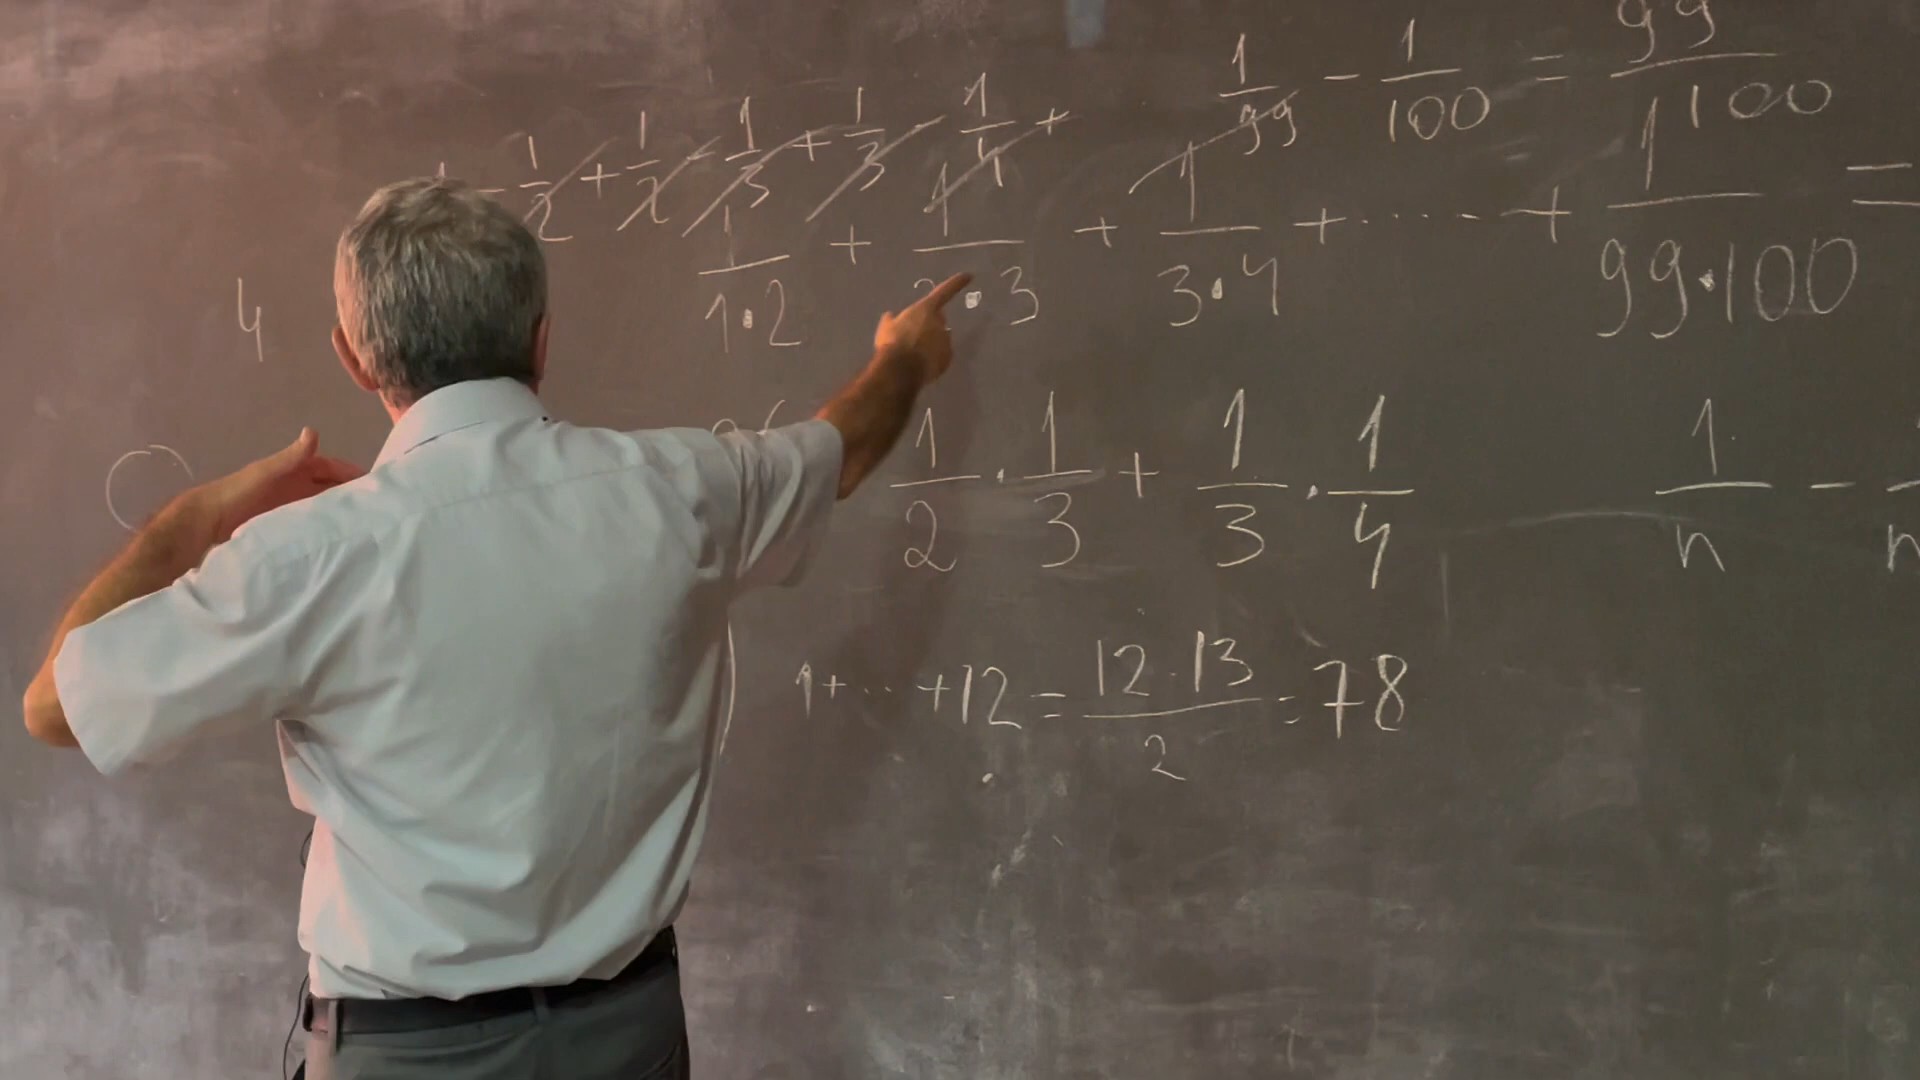 - 1/2 + 1/2 - 1/3 + 1/3 - 1/4 + 1/99 - 1/100 = 99/100
1/1·2 + 1/2·3 + 1/3·4 + ..... + 1/99·100 =
4
1/2 · 1/3 + 1/3 · 1/4
1/n -
1+...+12 = 12·13/2 = 78